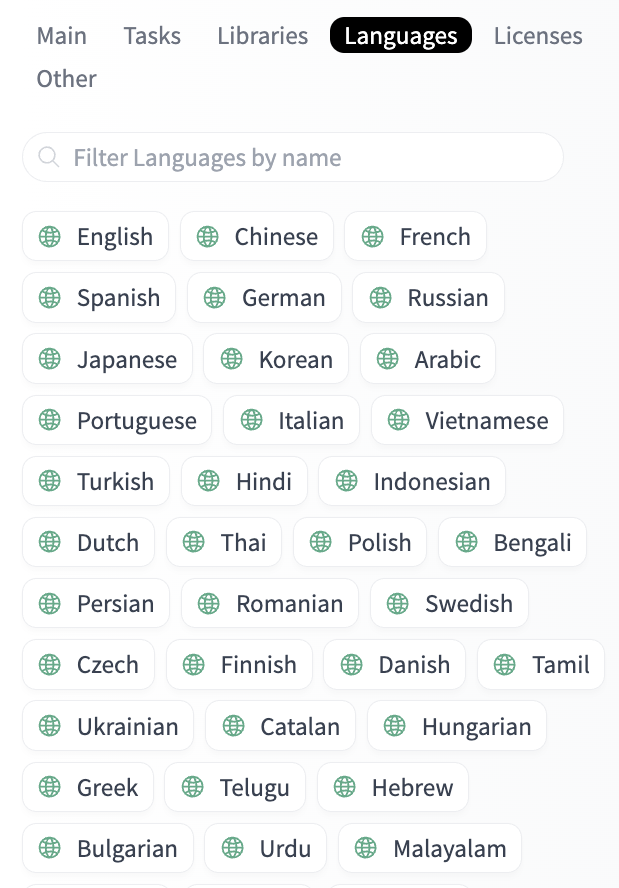 Main Tasks Libraries Languages Licenses
Other
Filter Languages by name
English Chinese French
Spanish German Russian
Japanese Korean Arabic
Portuguese Italian Vietnamese
Turkish Hindi Indonesian
Dutch Thai Polish Bengali
Persian Romanian Swedish
Czech Finnish Danish Tamil
Ukrainian Catalan Hungarian
Greek Telugu Hebrew
Bulgarian Urdu Malayalam